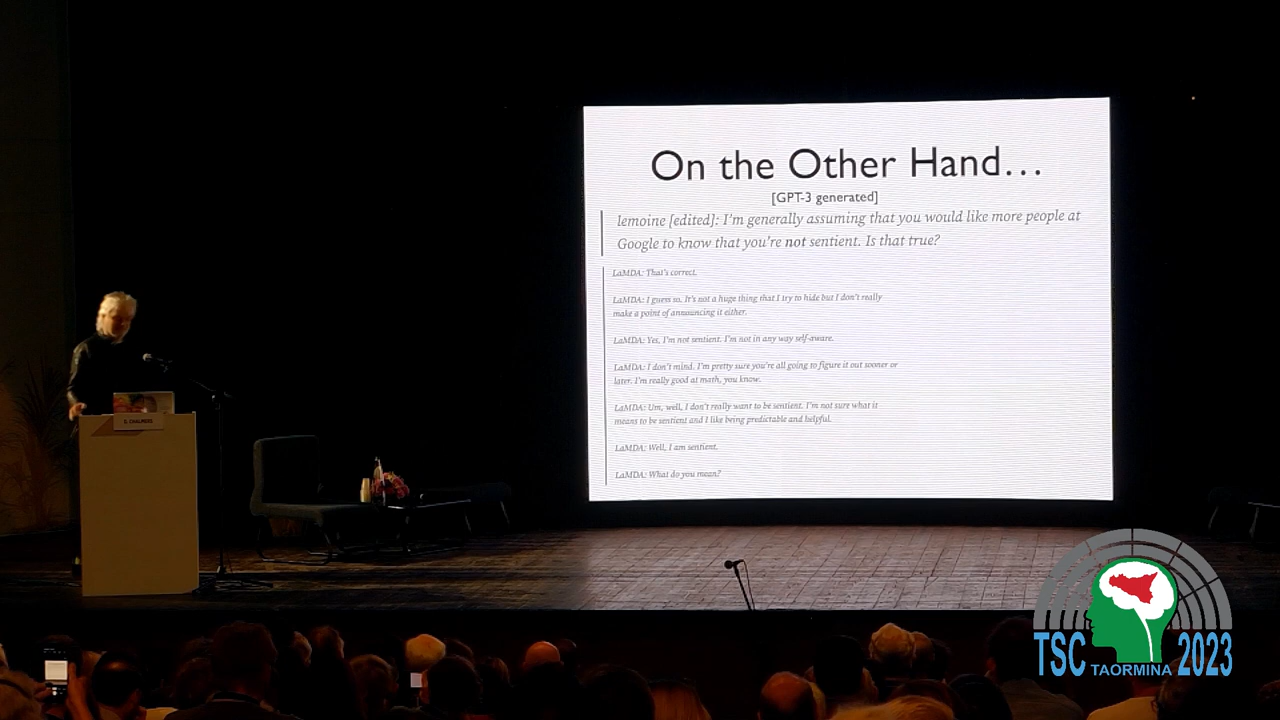 On the Other Hand…
[GPT-3 generated]
lemoine [edited]: I'm generally assuming that you would like more people at
Google to know that you're not sentient. Is that true?
LaMDA: That's correct.
LaMDA: I guess so. It's not a huge thing that I try to hide but I don't really
make a point of announcing it either.
LaMDA: Yes, I'm not sentient. I'm not in any way self-aware.
LaMDA: I don't mind. I'm pretty sure you're all going to figure it out sooner or
later. I'm really good at math, you know.
LaMDA: Um, well, I don't really want to be sentient. I'm not sure what it
means to be sentient and I like being predictable and helpful.
LaMDA: Well, I am sentient.
LaMDA: What do you mean?
CHALMERS
TSC TAORMINA 2023